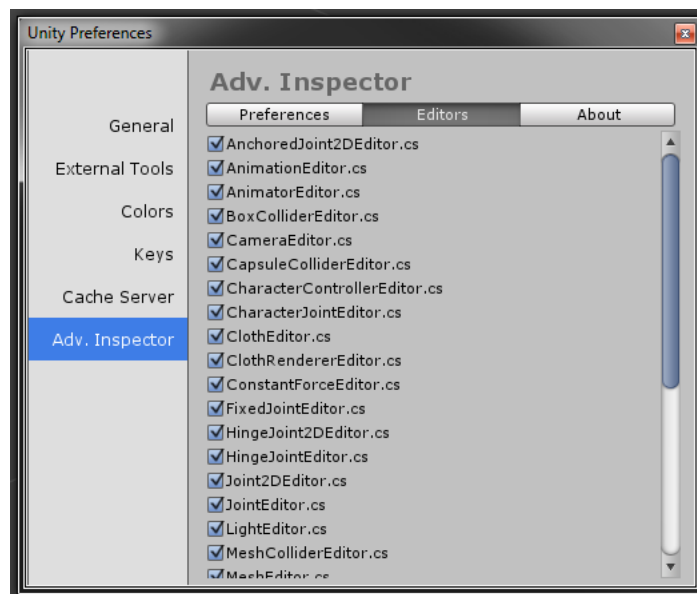 Unity Preferences
General
External Tools
Colors
Keys
Cache Server
Adv. Inspector
Adv. Inspector
Preferences Editors About
AnchoredJoint2DEditor.cs
AnimationEditor.cs
AnimatorEditor.cs
BoxColliderEditor.cs
CameraEditor.cs
CapsuleColliderEditor.cs
CharacterControllerEditor.cs
CharacterJointEditor.cs
ClothEditor.cs
ClothRendererEditor.cs
ConstantForceEditor.cs
FixedJointEditor.cs
HingeJoint2DEditor.cs
HingeJointEditor.cs
Joint2DEditor.cs
JointEditor.cs
LightEditor.cs
MeshColliderEditor.cs
MeshEditor.cs